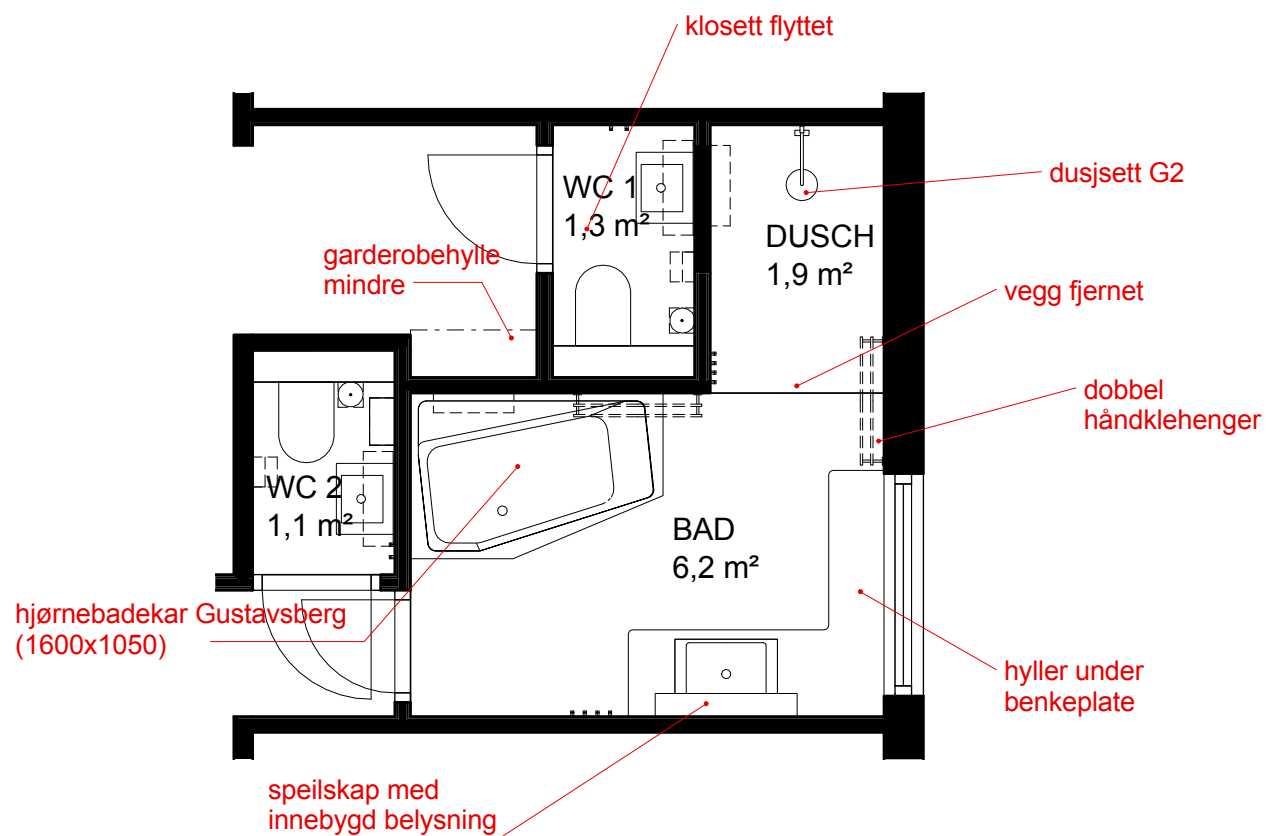 klosett flyttet
dusjsett G2
WC 1
1,3 m²
DUSCH
1,9 m²
garderobehylle
mindre
vegg fjernet
dobbel
håndklehenger
WC 2
1,1 m²
BAD
6,2 m²
hjørnebadekar Gustavsberg
(1600x1050)
hyller under
benkeplate
speilskap med
innebygd belysning